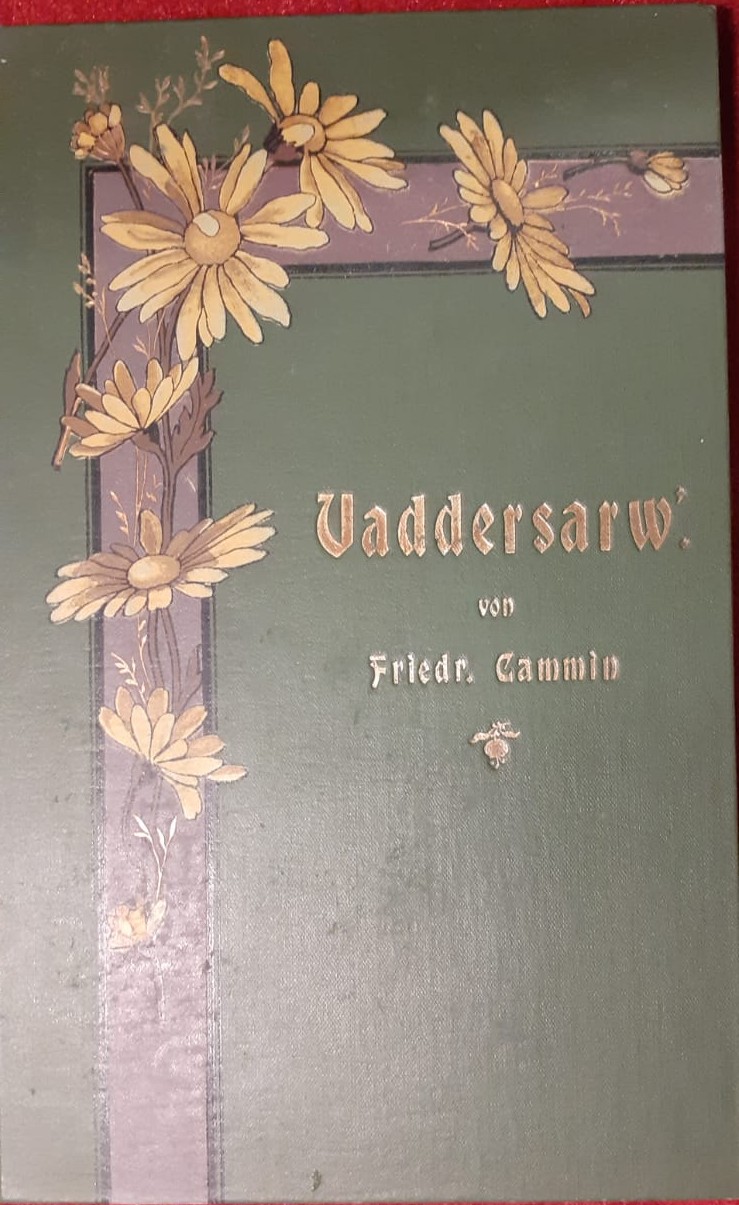 Vaddersarw'.
von
Friedr. Cammin